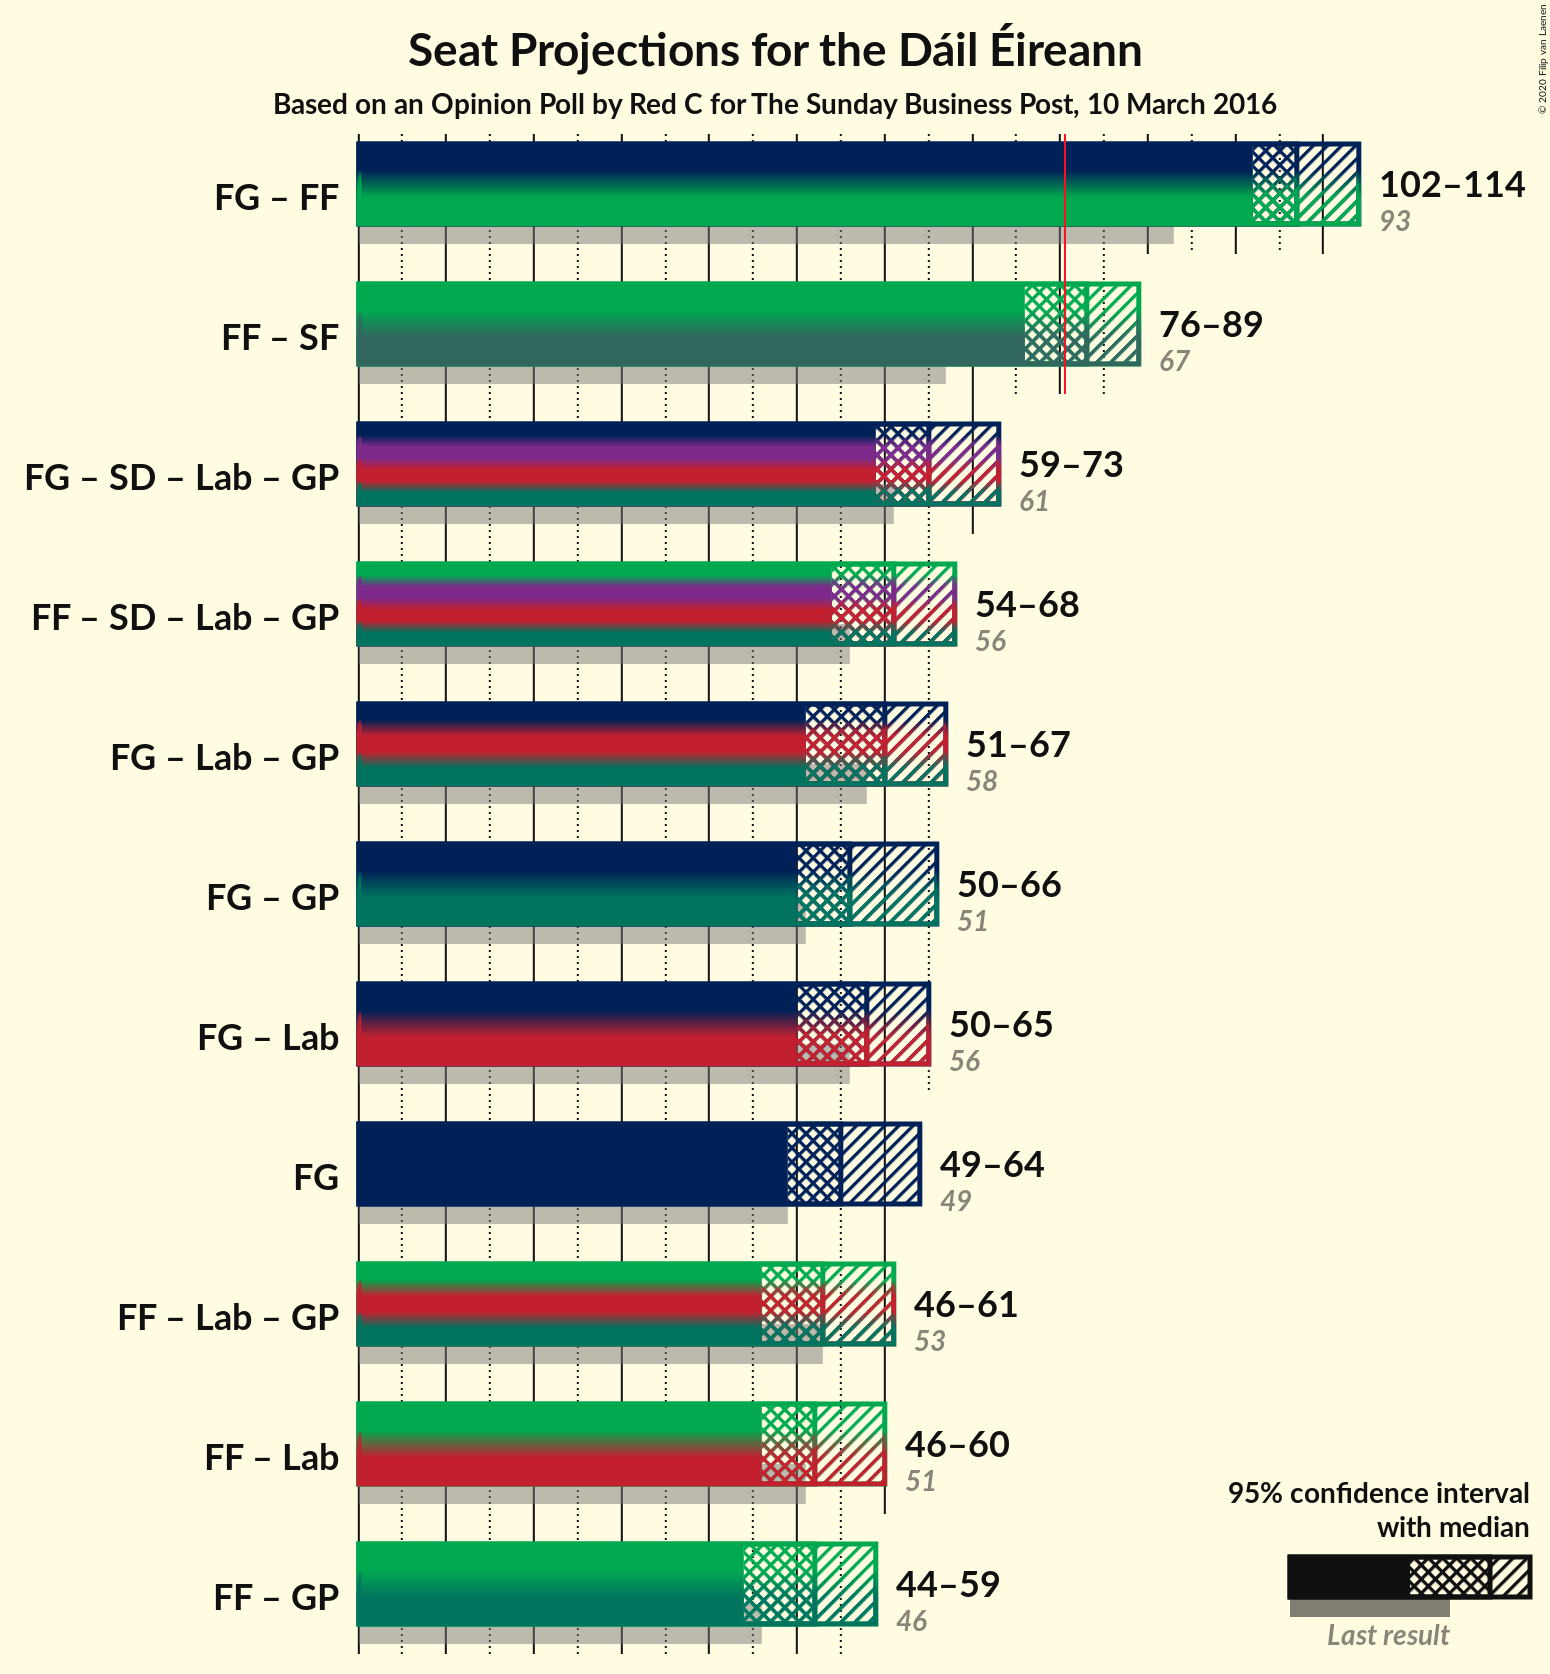 Seat Projections for the Dáil Éireann
Based on an Opinion Poll by Red C for The Sunday Business Post, 10 March 2016
© 2020 Filip van Laenen
FG – FF
102–114
93
FF – SF
76–89
67
FG – SD – Lab – GP
59–73
61
FF – SD – Lab – GP
54–68
56
FG – Lab – GP
51–67
58
FG – GP
50–66
51
FG – Lab
50–65
56
FG
49–64
49
FF – Lab – GP
46–61
53
FF – Lab
46–60
51
FF – GP
44–59
46
95% confidence interval
with median
Last result